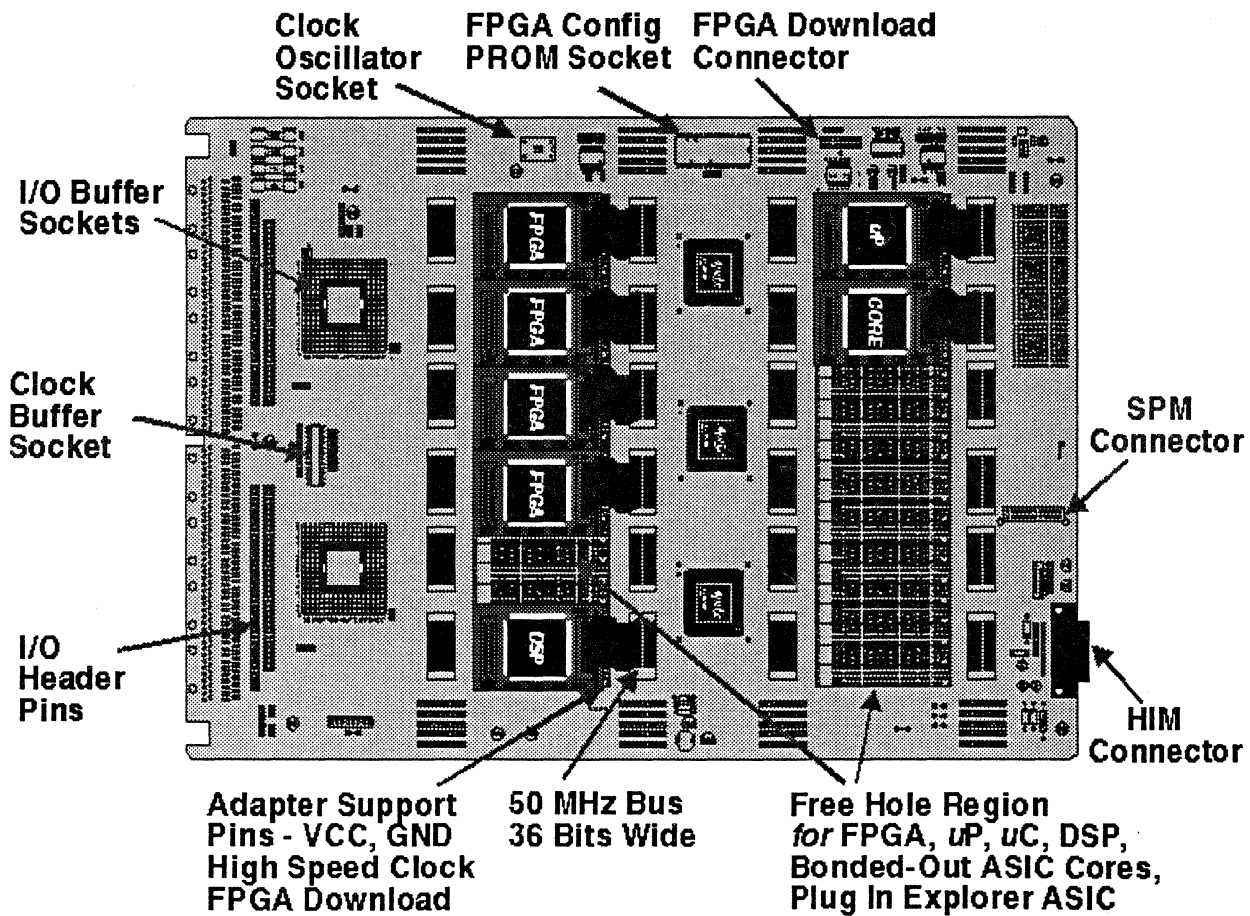 Clock
Oscillator
Socket
FPGA Config
PROM Socket
FPGA Download
Connector
I/O Buffer
Sockets
FPGA
uP
FPGA
CORE
Clock
Buffer
Socket
FPGA
SPM
Connector
FPGA
I/O
Header
Pins
DSP
HIM
Connector
Adapter Support
Pins - VCC, GND
High Speed Clock
FPGA Download
50 MHz Bus
36 Bits Wide
Free Hole Region
for FPGA, uP, uC, DSP,
Bonded-Out ASIC Cores,
Plug In Explorer ASIC